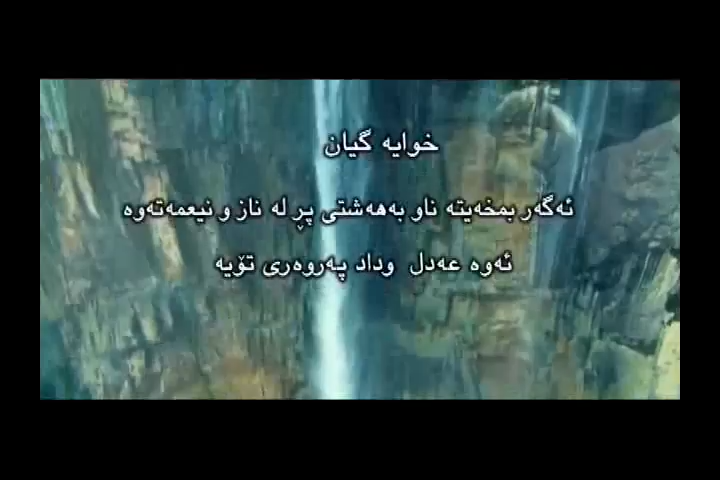 خوایە گیان
ئەگەر بمخەیتە ناو بەهەشتی پڕ لە ناز و نیعمەتەوە
ئەوە عەدل وداد پەروەری تۆیە